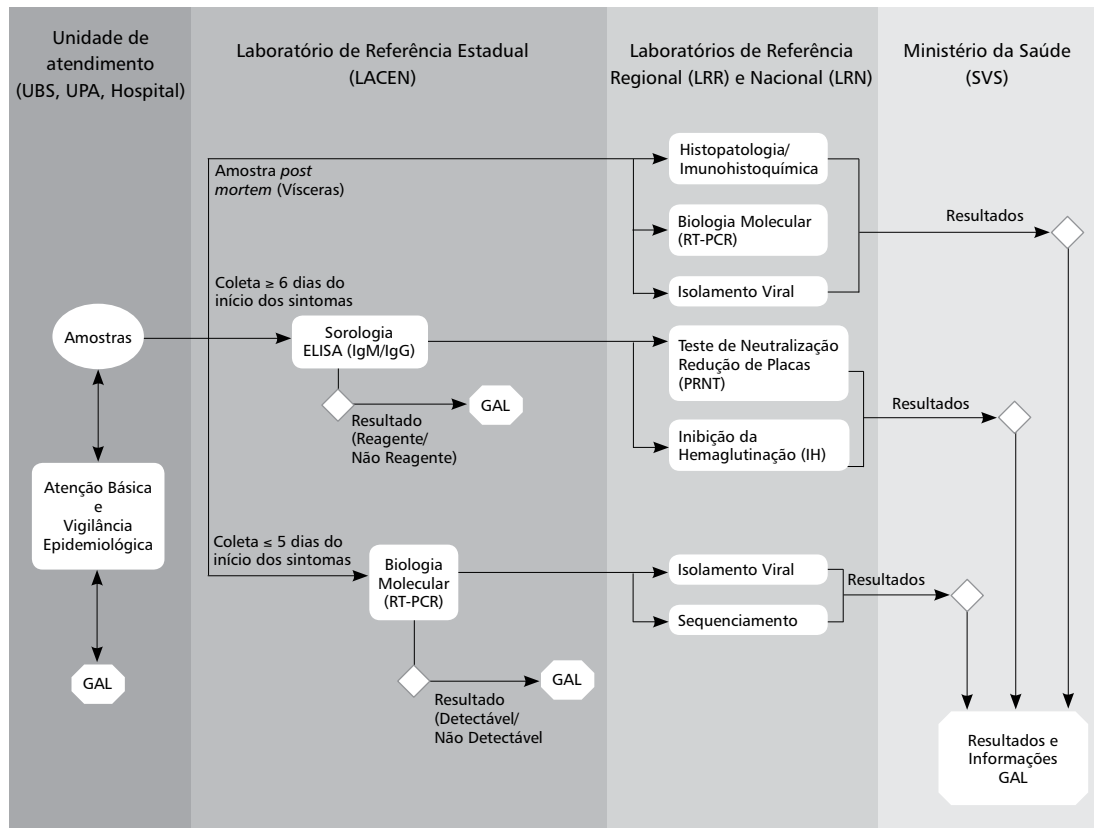 Unidade de
atendimento
(UBS, UPA, Hospital)
Laboratório de Referência Estadual
(LACEN)
Laboratórios de Referência
Regional (LRR) e Nacional (LRN)
Ministério da Saúde
(SVS)
Amostra post
mortem (Vísceras)
Histopatologia/
Imunohistoquímica
Biologia Molecular
(RT-PCR)
Isolamento Viral
Resultados
Coleta ≥ 6 dias do
início dos sintomas
Amostras
Sorologia
ELISA (IgM/IgG)
GAL
Resultado
(Reagente/
Não Reagente)
Teste de Neutralização
Redução de Placas
(PRNT)
Inibição da
Hemaglutinação (IH)
Resultados
Atenção Básica
e
Vigilância
Epidemiológica
GAL
Coleta ≤ 5 dias do
início dos sintomas
Biologia
Molecular
(RT-PCR)
GAL
Resultado
(Detectável/
Não Detectável
Isolamento Viral
Sequenciamento
Resultados
Resultados e
Informações
GAL